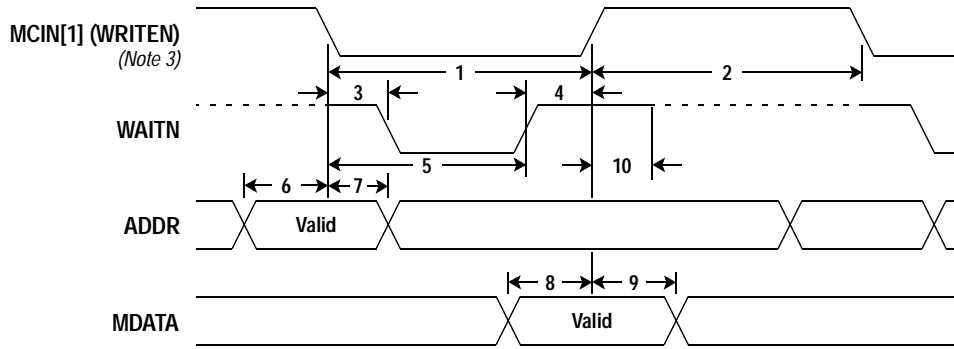 MCIN[1] (WRITEN)
(Note 3)
1
2
3
4
WAITN
5
10
6
7
ADDR
Valid
8
9
MDATA
Valid